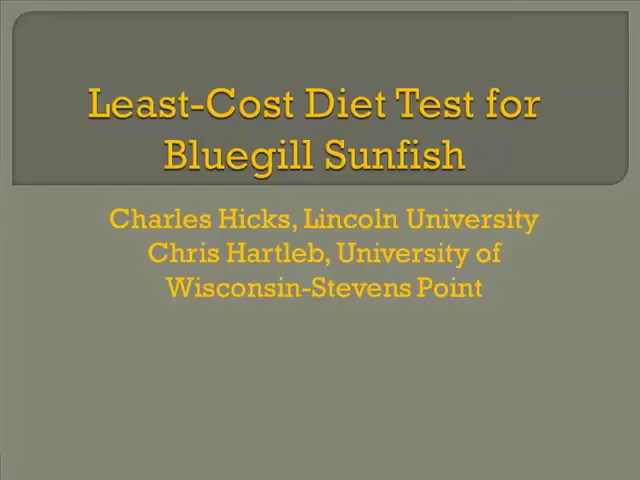 Least-Cost Diet Test for
Bluegill Sunfish
Charles Hicks, Lincoln University
Chris Hartleb, University of
Wisconsin-Stevens Point